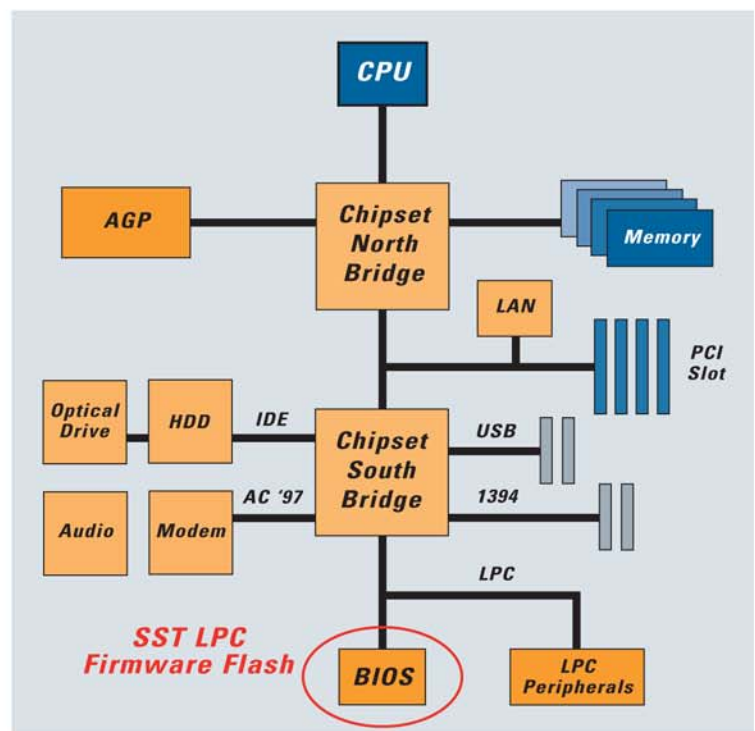 CPU
AGP
Chipset
North
Bridge
Memory
LAN
PCI
Slot
Optical
Drive
HDD
IDE
Chipset
South
Bridge
USB
Audio
Modem
AC '97
1394
LPC
SST LPC
Firmware Flash
BIOS
LPC
Peripherals